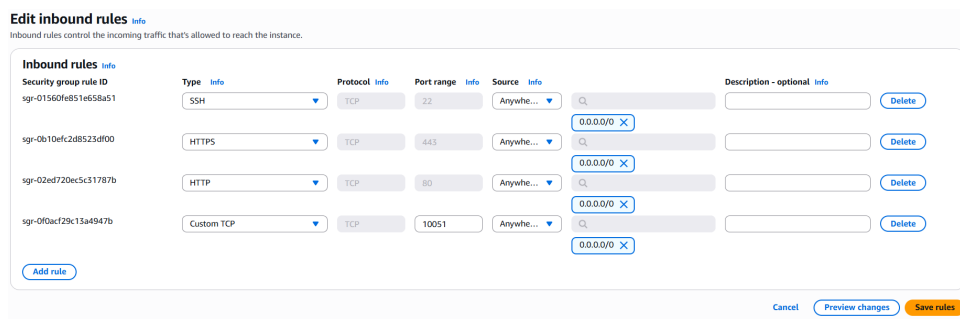 Edit inbound rules Info
Inbound rules control the incoming traffic that's allowed to reach the instance.
Inbound rules Info
Security group rule ID Type Info Protocol Info Port range Info Source Info Description - optional Info
sgr-01560fe851e658a51 SSH TCP 22 Anywhe... Delete
0.0.0.0/0
sgr-0b10efc2d8523df00 HTTPS TCP 443 Anywhe... Delete
0.0.0.0/0
sgr-02ed720ec5c31787b HTTP TCP 80 Anywhe... Delete
0.0.0.0/0
sgr-0f0acf29c13a4947b Custom TCP TCP 10051 Anywhe... Delete
0.0.0.0/0
Add rule
Cancel Preview changes Save rules